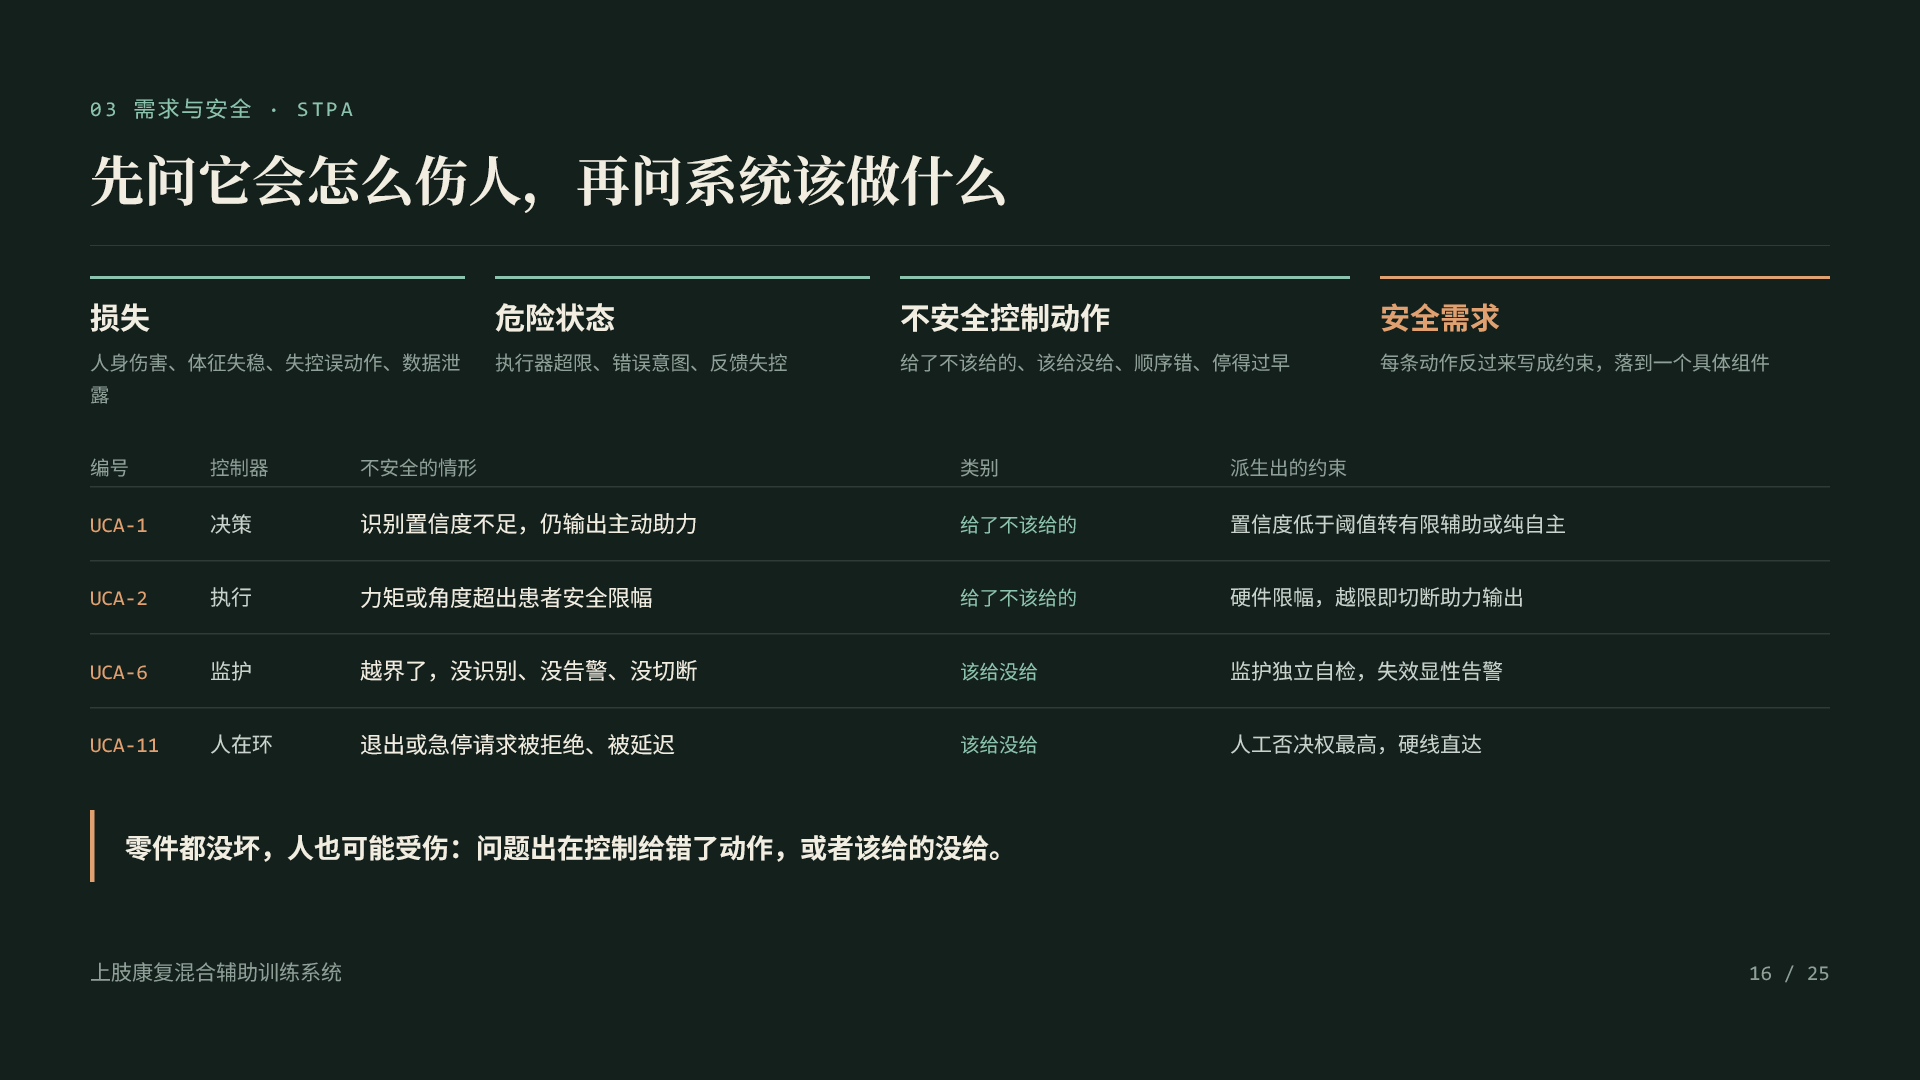 03 需求与安全 · STPA
先问它会怎么伤人，再问系统该做什么
损失
人身伤害、体征失稳、失控误动作、数据泄
露
危险状态
执行器超限、错误意图、反馈失控
不安全控制动作
给了不该给的、该给没给、顺序错、停得过早
安全需求
每条动作反过来写成约束，落到一个具体组件
编号 控制器 不安全的情形 类别 派生出的约束
UCA-1 决策 识别置信度不足，仍输出主动助力 给了不该给的 置信度低于阈值转有限辅助或纯自主
UCA-2 执行 力矩或角度超出患者安全限幅 给了不该给的 硬件限幅，越限即切断助力输出
UCA-6 监护 越界了，没识别、没告警、没切断 该给没给 监护独立自检，失效显性告警
UCA-11 人在环 退出或急停请求被拒绝、被延迟 该给没给 人工否决权最高，硬线直达
零件都没坏，人也可能受伤：问题出在控制给错了动作，或者该给的没给。
上肢康复混合辅助训练系统
16 / 25